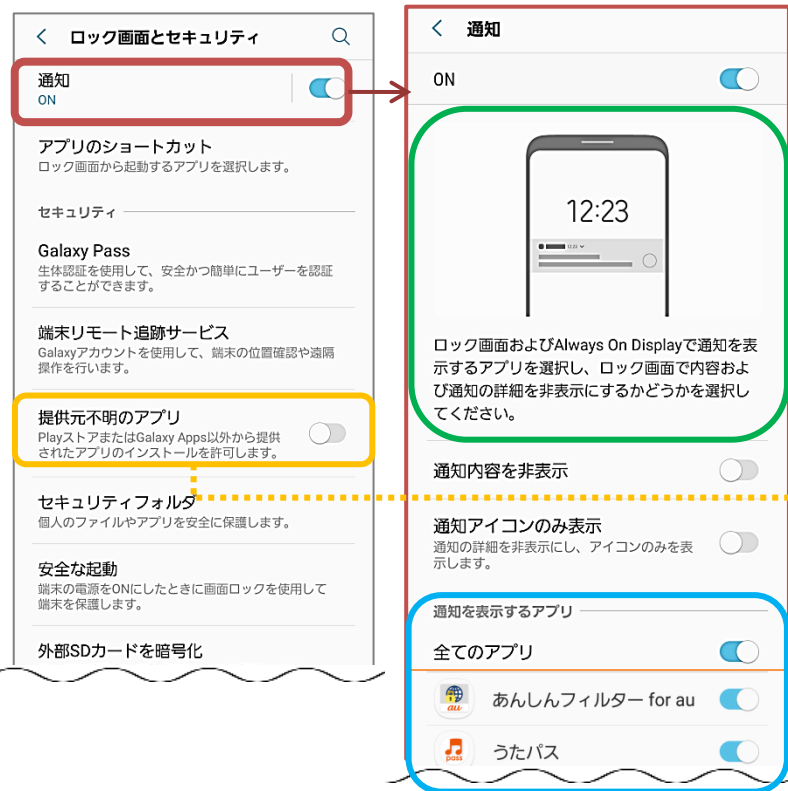 ロック画面とセキュリティ
通知
ON
アプリのショートカット
ロック画面から起動するアプリを選択します。
セキュリティ
Galaxy Pass
生体認証を使用して、安全かつ簡単にユーザーを認証
することができます。
端末リモート追跡サービス
Galaxyアカウントを使用して、端末の位置確認や遠隔
操作を行います。
提供元不明のアプリ
PlayストアまたはGalaxy Apps以外から提供
されたアプリのインストールを許可します。
セキュリティフォルダ
個人のファイルやアプリを安全に保護します。
安全な起動
端末の電源をONにしたときに画面ロックを使用して
端末を保護します。
外部SDカードを暗号化
通知
ON
12:23
12:23
ロック画面およびAlways On Displayで通知を表
示するアプリを選択し、ロック画面で内容およ
び通知の詳細を非表示にするかどうかを選択し
てください。
通知内容を非表示
通知アイコンのみ表示
通知の詳細を非表示にし、アイコンのみを表
示します。
通知を表示するアプリ
全てのアプリ
au
あんしんフィルター for au
pass
うたパス